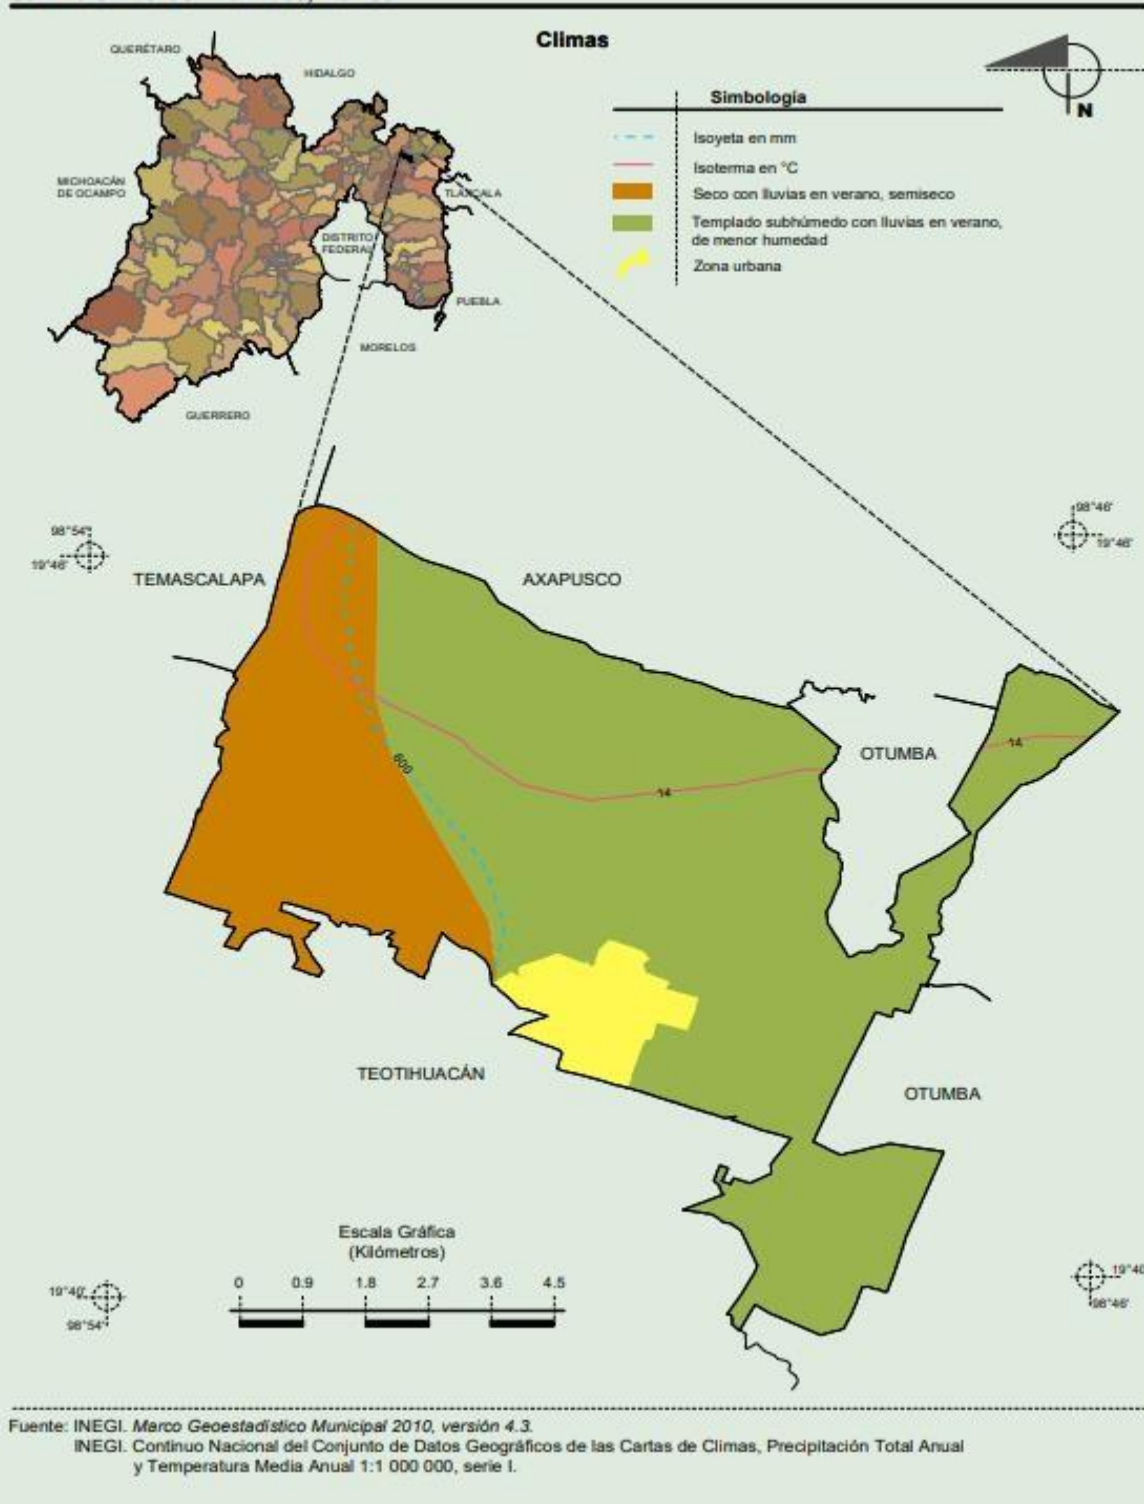 Climas
QUERÉTARO
HIDALGO
MICHOACÁN
DE OCAMPO
TLAXCALA
DISTRITO
FEDERAL
PUEBLA
MORELOS
GUERRERO
Simbología
Isoyeta en mm
Isoterma en °C
Seco con lluvias en verano, semiseco
Templado subhúmedo con lluvias en verano,
de menor humedad
Zona urbana
N
98°54'
19°46'
98°46'
19°46'
TEMASCALAPA
AXAPUSCO
OTUMBA
14
600
14
TEOTIHUACÁN
OTUMBA
Escala Gráfica
(Kilómetros)
0 0.9 1.8 2.7 3.6 4.5
19°40'
98°54'
19°40'
98°46'
Fuente: INEGI. Marco Geoestadístico Municipal 2010, versión 4.3.
INEGI. Continuo Nacional del Conjunto de Datos Geográficos de las Cartas de Climas, Precipitación Total Anual
y Temperatura Media Anual 1:1 000 000, serie I.